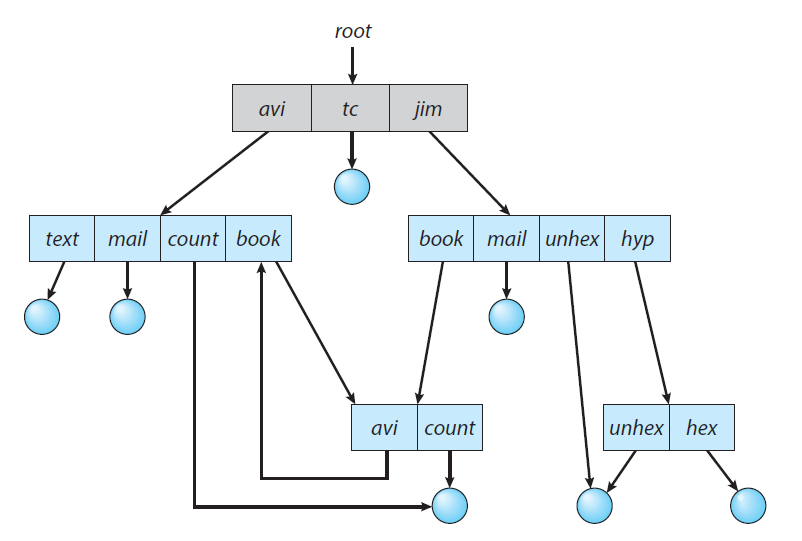 root
avi tc jim
text mail count book book mail unhex hyp
avi count unhex hex